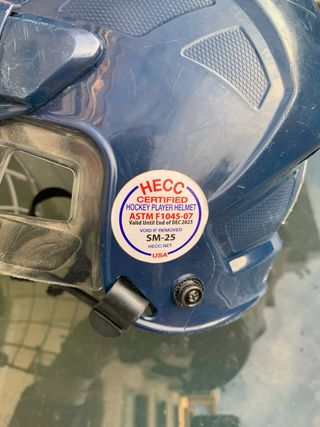 HECC
CERTIFIED
HOCKEY PLAYER HELMET
ASTM F1045-07
Valid Until End of DEC 2025
VOID IF REMOVED
SM-25
HECC.NET
USA